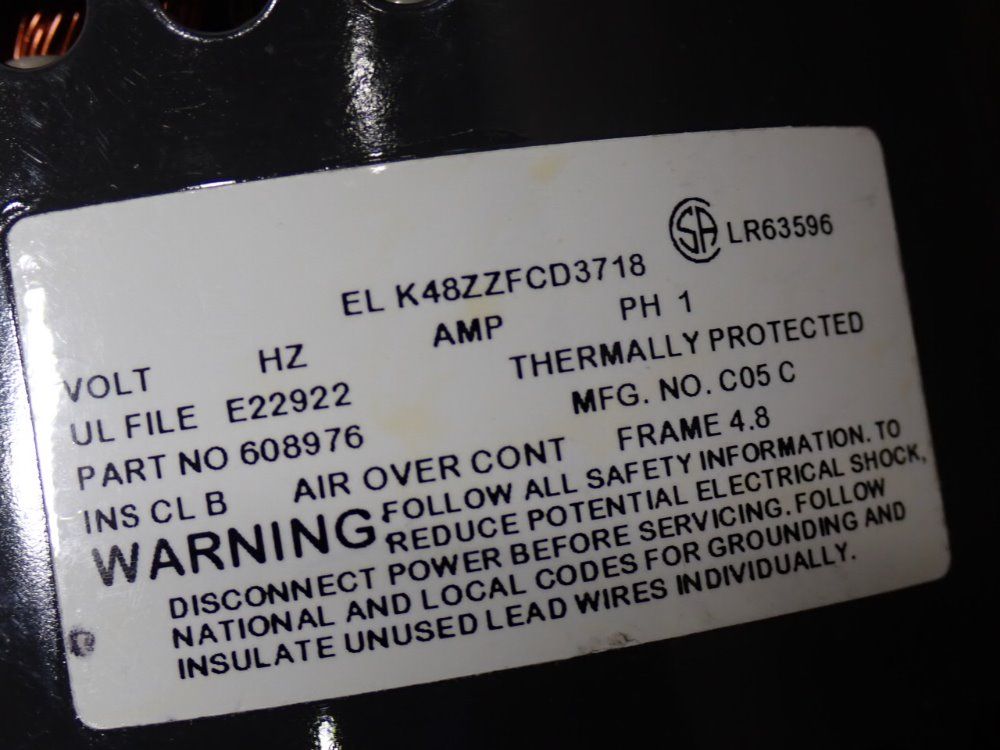 SA LR63596
EL K48ZZFCD3718
VOLT HZ AMP PH 1
UL FILE E22922 THERMALLY PROTECTED
PART NO 608976 MFG. NO. C05 C
INS CL B AIR OVER CONT FRAME 4.8
WARNING: FOLLOW ALL SAFETY INFORMATION. TO
REDUCE POTENTIAL ELECTRICAL SHOCK,
DISCONNECT POWER BEFORE SERVICING. FOLLOW
NATIONAL AND LOCAL CODES FOR GROUNDING AND
INSULATE UNUSED LEAD WIRES INDIVIDUALLY.